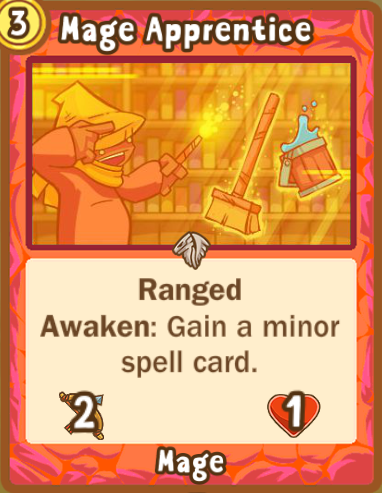 3 Mage Apprentice
Ranged
Awaken: Gain a minor
spell card.
2 1
Mage